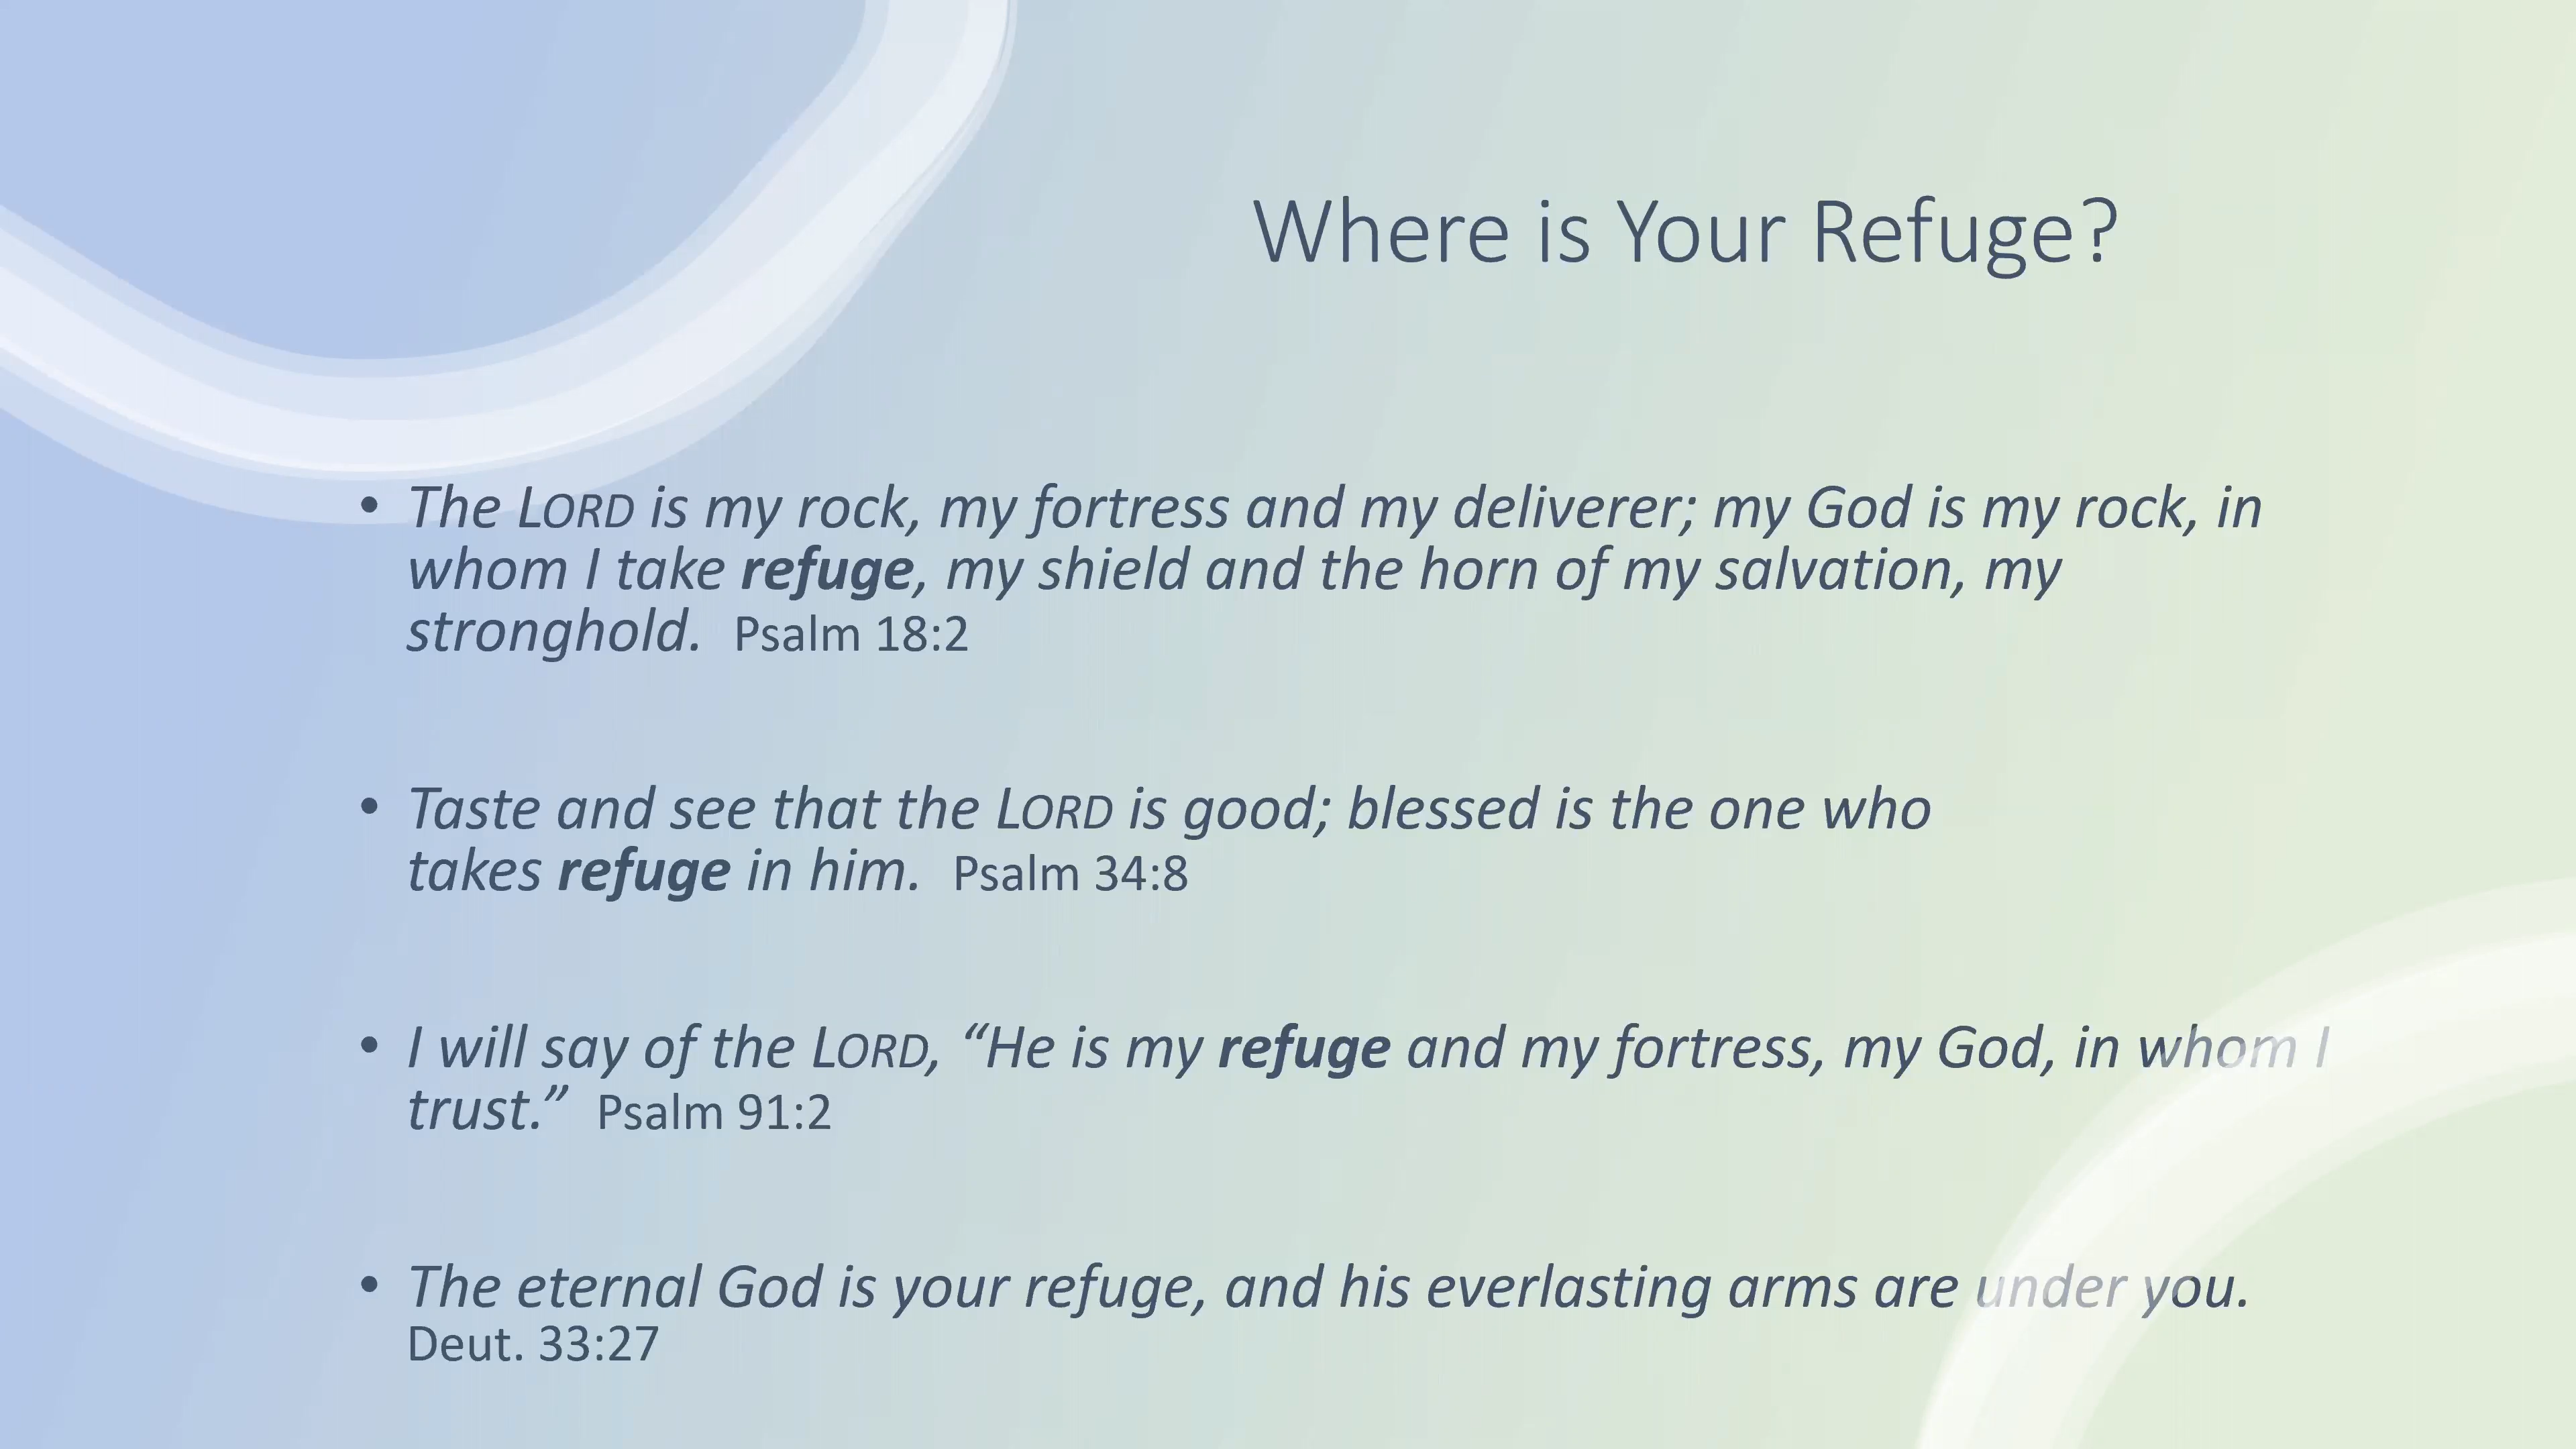 Where is Your Refuge?
• The LORD is my rock, my fortress and my deliverer; my God is my rock, in
whom I take refuge, my shield and the horn of my salvation, my
stronghold. Psalm 18:2
• Taste and see that the LORD is good; blessed is the one who
takes refuge in him. Psalm 34:8
• I will say of the LORD, “He is my refuge and my fortress, my God, in whom I
trust.” Psalm 91:2
• The eternal God is your refuge, and his everlasting arms are under you.
Deut. 33:27